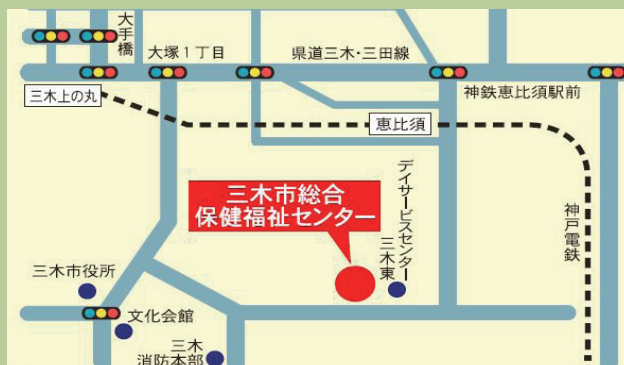 大手橋
大塚1丁目
県道三木・三田線
三木上の丸
神鉄恵比須駅前
恵比須
三木市総合
保健福祉センター
デイサービスセンター
三木東
神戸電鉄
三木市役所
文化会館
三木
消防本部